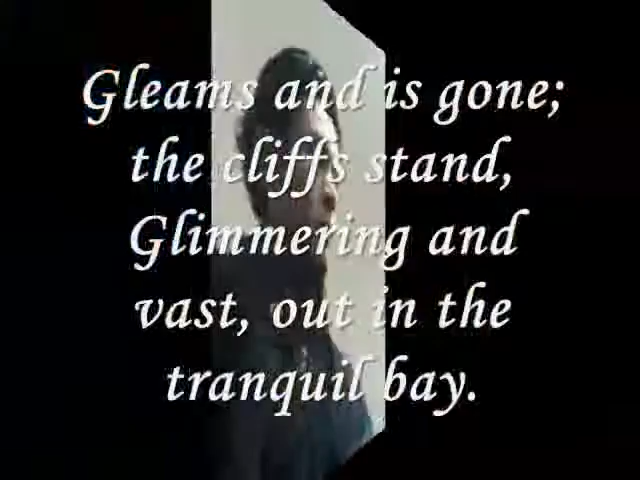 Gleams and is gone;
the cliffs stand,
Glimmering and
vast, out in the
tranquil bay.